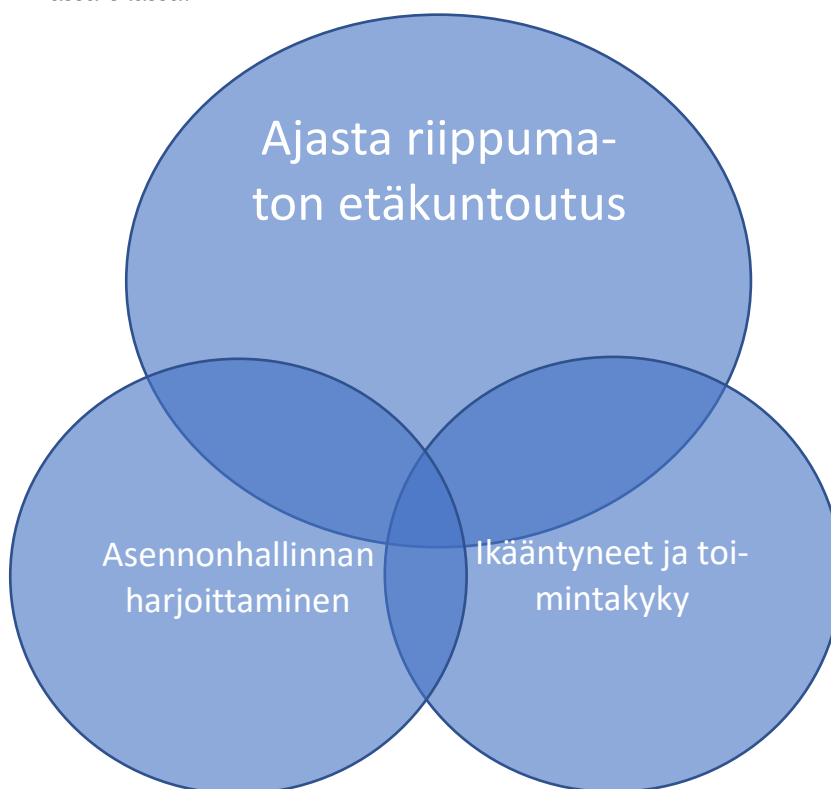 Ajasta riippuma-
ton etäkuntoutus
Asennonhallinnan
harjoittaminen
Ikääntyneet ja toi-
mintakyky